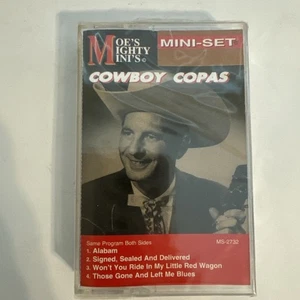 MOE'S
MIGHTY
MINI'S©
MINI-SET
COWBOY COPAS
Same Program Both Sides
MS-2732
1. Alabam
2. Signed, Sealed And Delivered
3. Won't You Ride In My Little Red Wagon
4. Those Gone And Left Me Blues